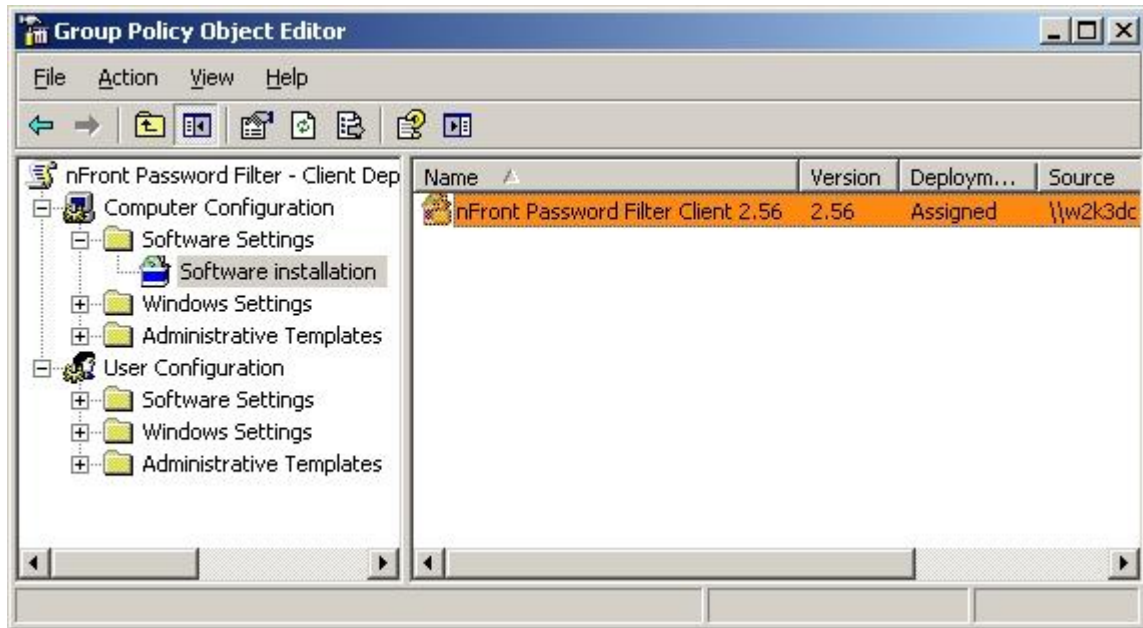 Group Policy Object Editor
File Action View Help
nFront Password Filter - Client Dep
Computer Configuration
Software Settings
Software installation
Windows Settings
Administrative Templates
User Configuration
Software Settings
Windows Settings
Administrative Templates
Name Version Deploym... Source
nFront Password Filter Client 2.56 2.56 Assigned \\w2k3dc